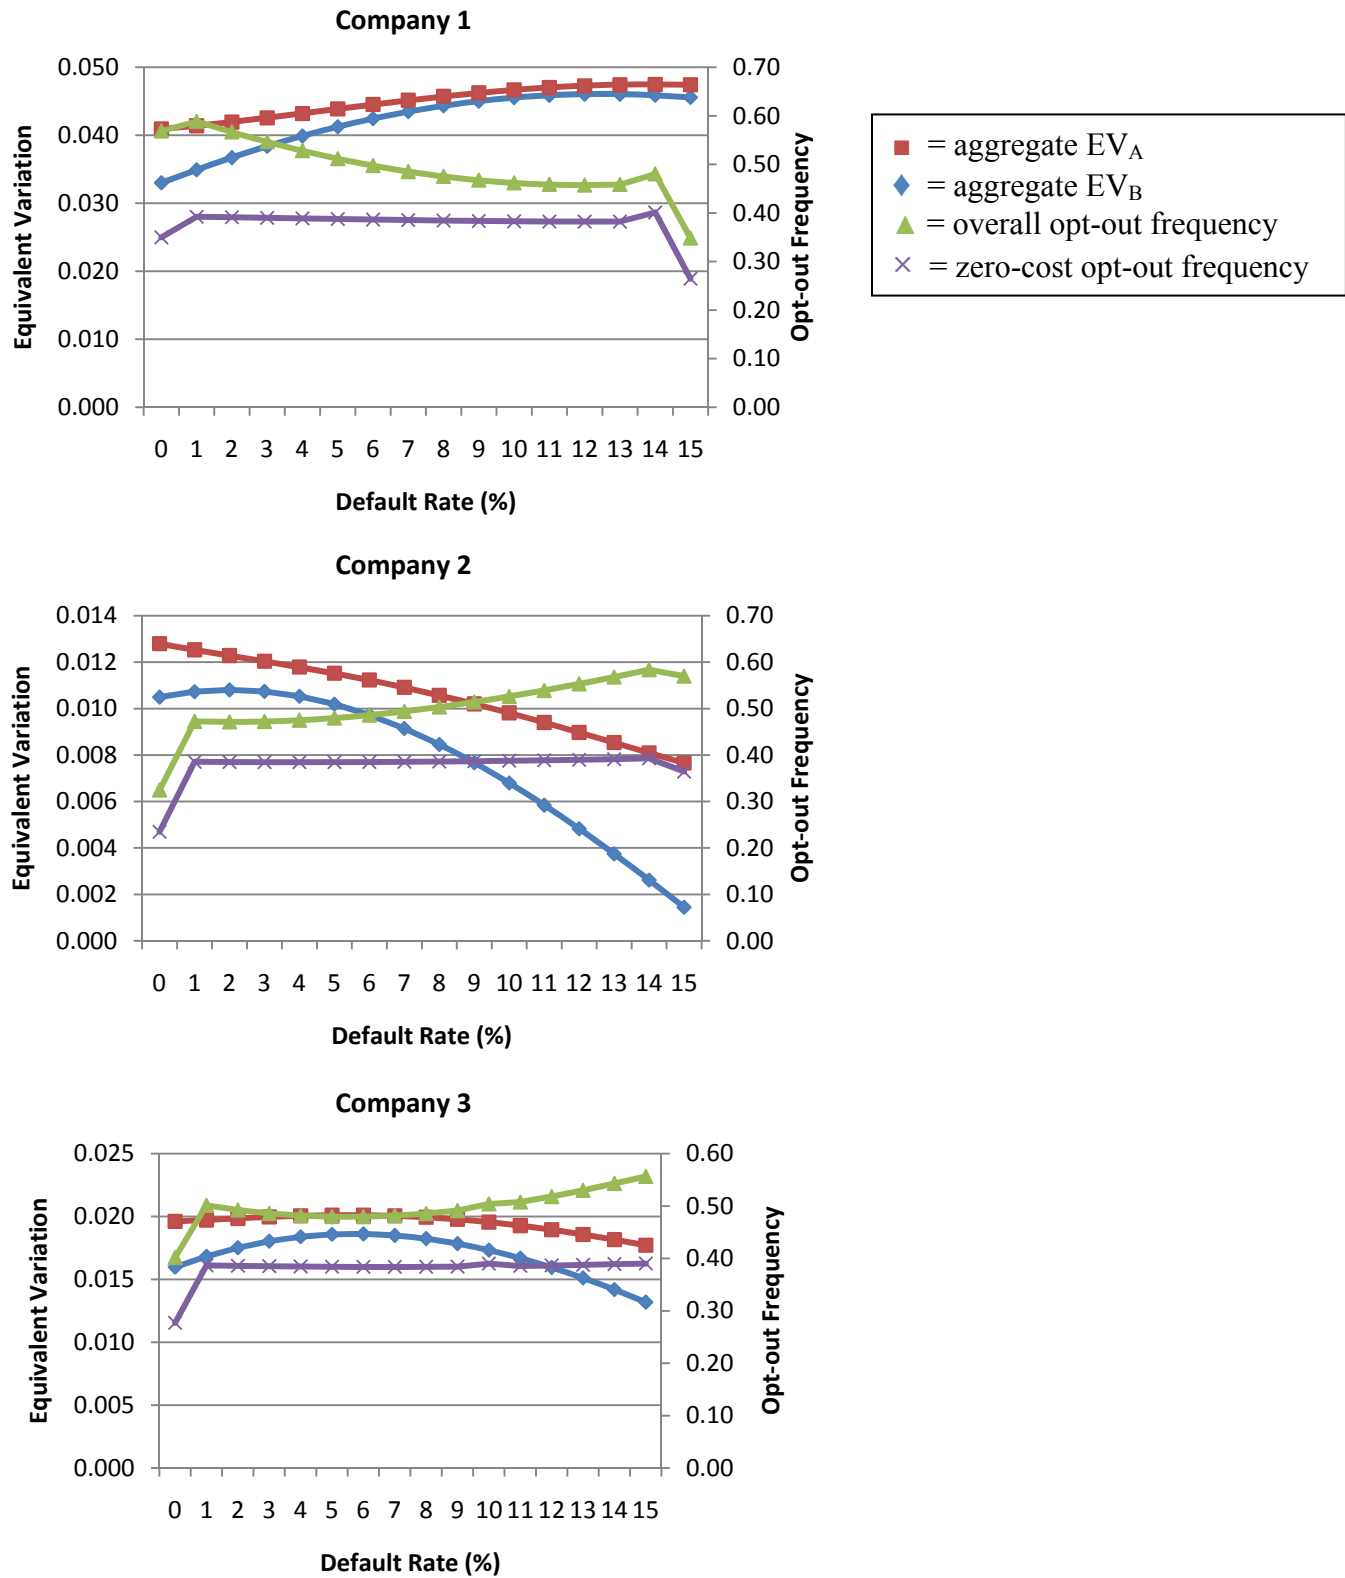 Company 1
0.050
0.040
0.030
0.020
0.010
0.000
Equivalent Variation
0.70
0.60
0.50
0.40
0.30
0.20
0.10
0.00
Opt-out Frequency
0 1 2 3 4 5 6 7 8 9 10 11 12 13 14 15
Default Rate (%)
= aggregate EVA
= aggregate EVB
= overall opt-out frequency
= zero-cost opt-out frequency
Company 2
0.014
0.012
0.010
0.008
0.006
0.004
0.002
0.000
Equivalent Variation
0.70
0.60
0.50
0.40
0.30
0.20
0.10
0.00
Opt-out Frequency
0 1 2 3 4 5 6 7 8 9 10 11 12 13 14 15
Default Rate (%)
Company 3
0.025
0.020
0.015
0.010
0.005
0.000
Equivalent Variation
0.60
0.50
0.40
0.30
0.20
0.10
0.00
Opt-out Frequency
0 1 2 3 4 5 6 7 8 9 10 11 12 13 14 15
Default Rate (%)